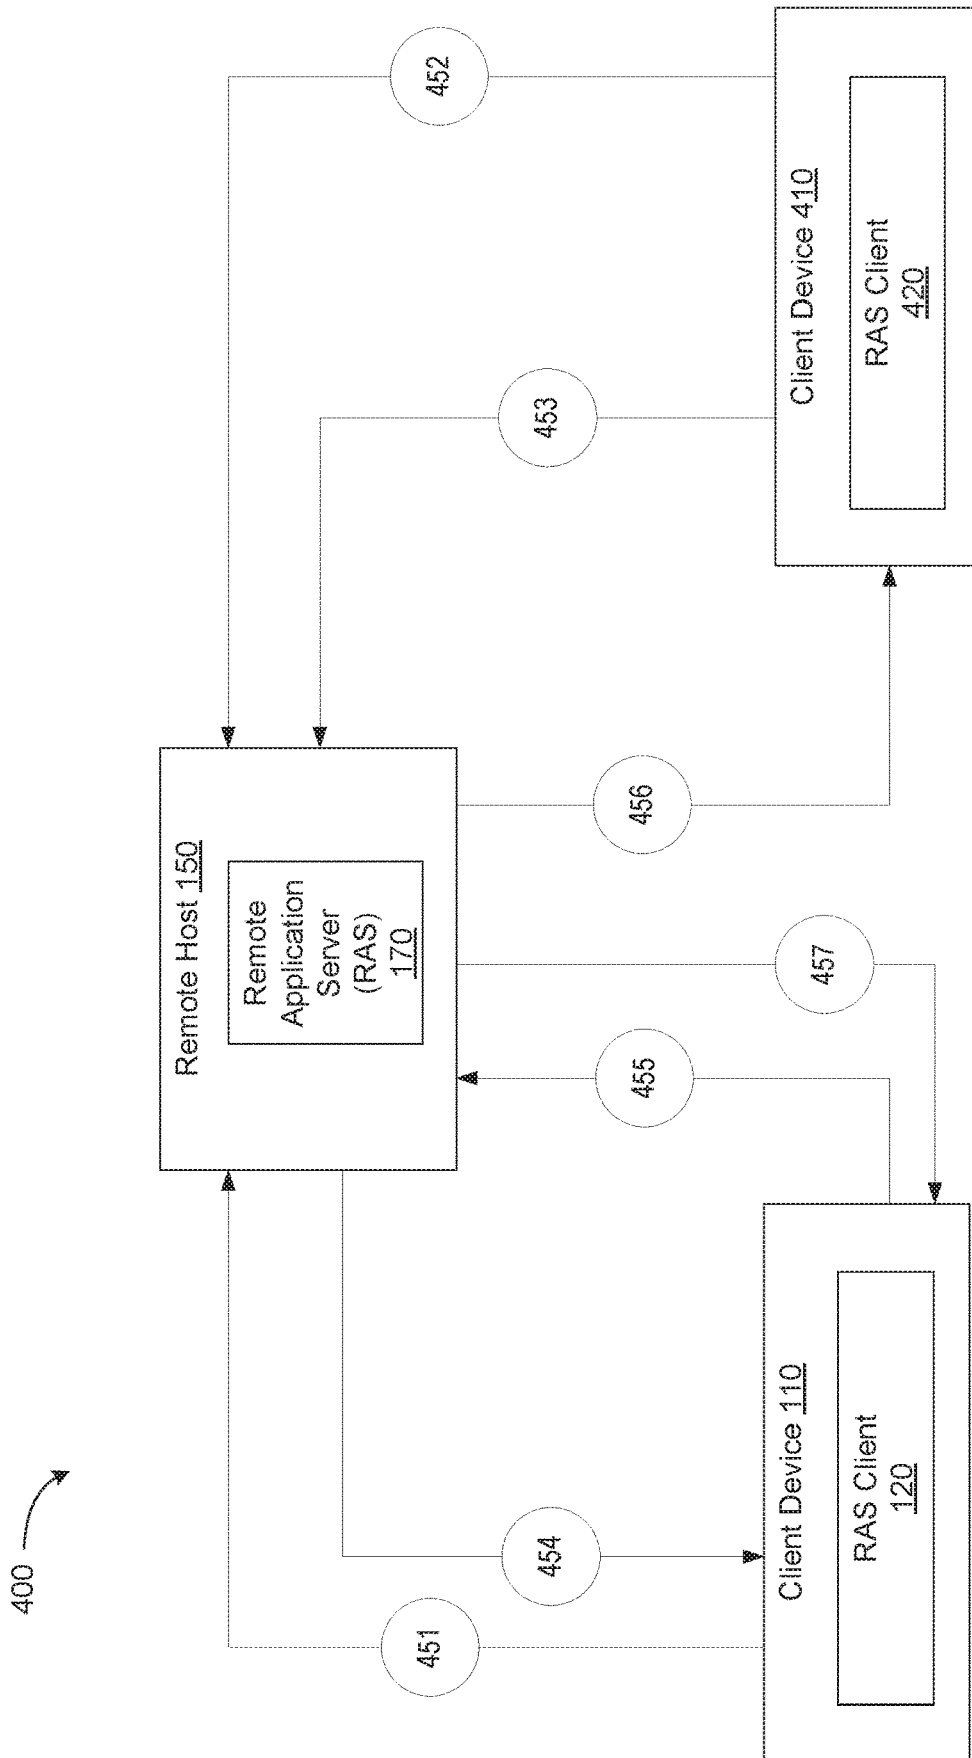 400
451
454
Client Device 110
RAS Client
120
Remote Host 150
Remote
Application
Server
(RAS)
170
455
457
456
453
452
Client Device 410
RAS Client
420